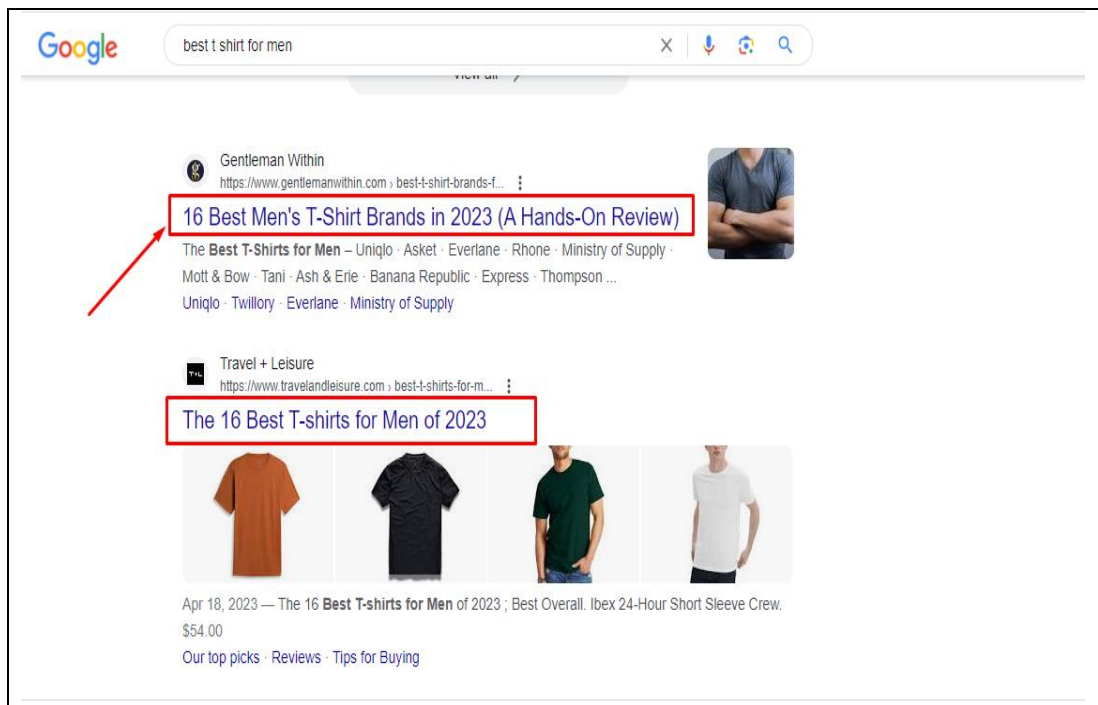 Google
best t shirt for men
View all
Gentleman Within
https://www.gentlemanwithin.com › best-t-shirt-brands-f...
16 Best Men's T-Shirt Brands in 2023 (A Hands-On Review)
The Best T-Shirts for Men – Uniqlo · Asket · Everlane · Rhone · Ministry of Supply ·
Mott & Bow · Tani · Ash & Erie · Banana Republic · Express · Thompson ...
Uniqlo · Twillory · Everlane · Ministry of Supply
Travel + Leisure
T+L
https://www.travelandleisure.com › best-t-shirts-for-m...
The 16 Best T-shirts for Men of 2023
Apr 18, 2023 — The 16 Best T-shirts for Men of 2023 ; Best Overall. Ibex 24-Hour Short Sleeve Crew.
$54.00
Our top picks · Reviews · Tips for Buying